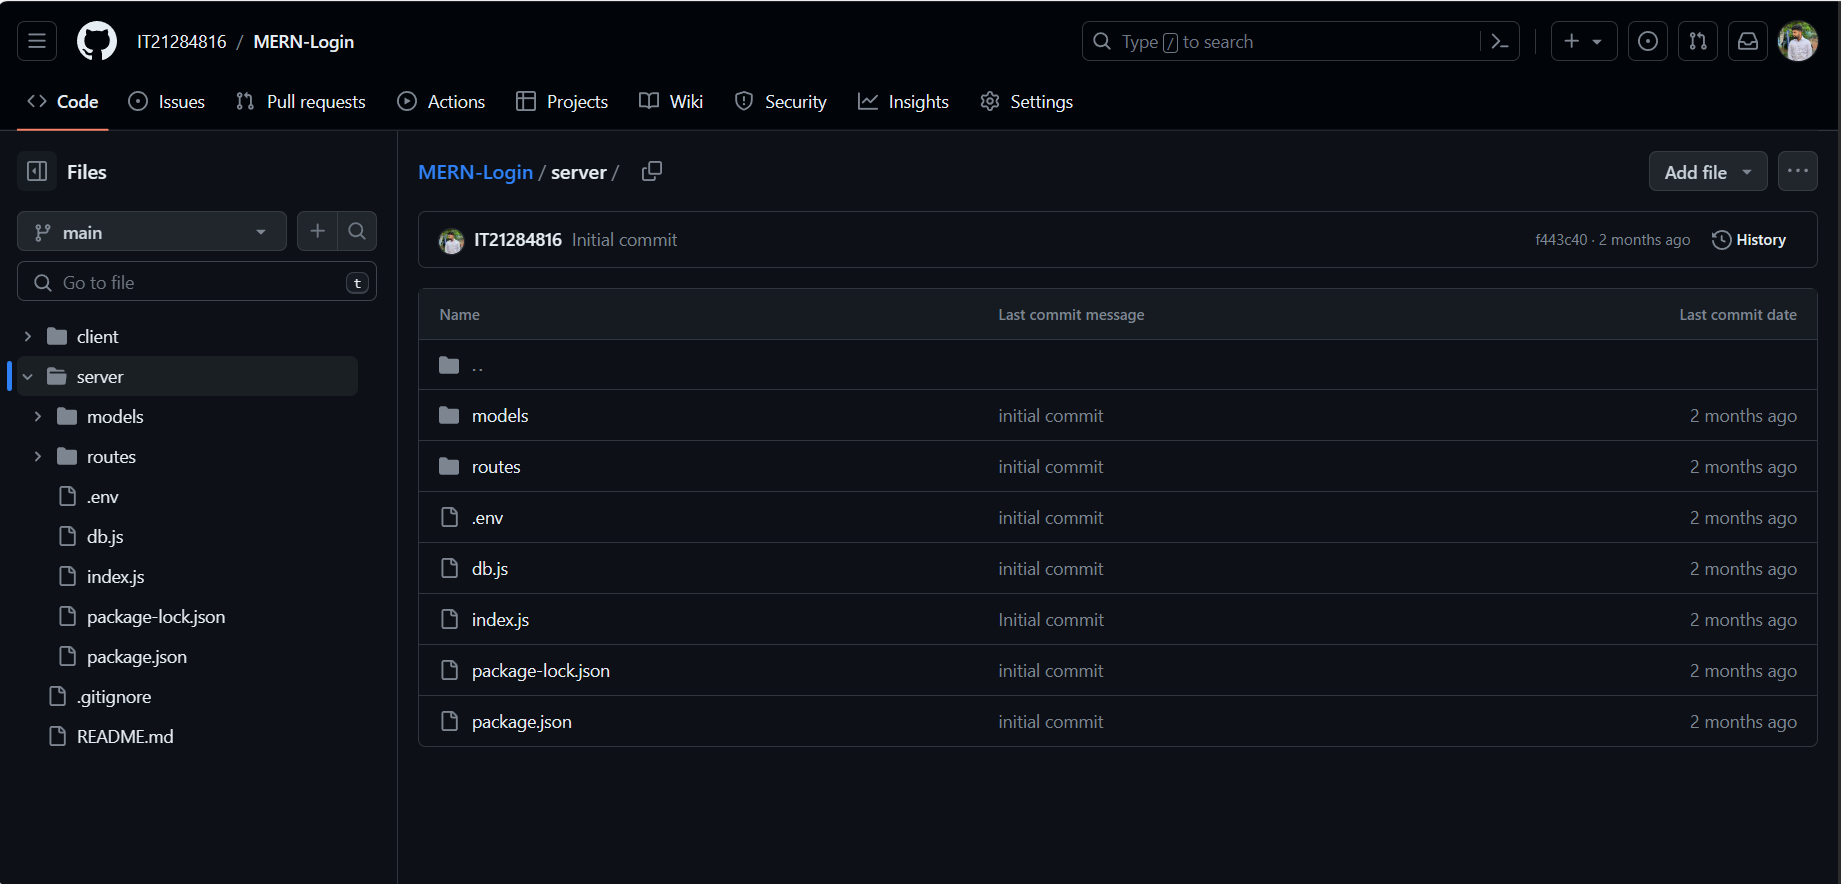 IT21284816 / MERN-Login
Type / to search
Code Issues Pull requests Actions Projects Wiki Security Insights Settings
Files
main
Go to file t
client
server
models
routes
.env
db.js
index.js
package-lock.json
package.json
.gitignore
README.md
MERN-Login / server /
Add file
IT21284816 Initial commit f443c40 · 2 months ago History
Name Last commit message Last commit date
..
models initial commit 2 months ago
routes initial commit 2 months ago
.env initial commit 2 months ago
db.js initial commit 2 months ago
index.js Initial commit 2 months ago
package-lock.json initial commit 2 months ago
package.json initial commit 2 months ago